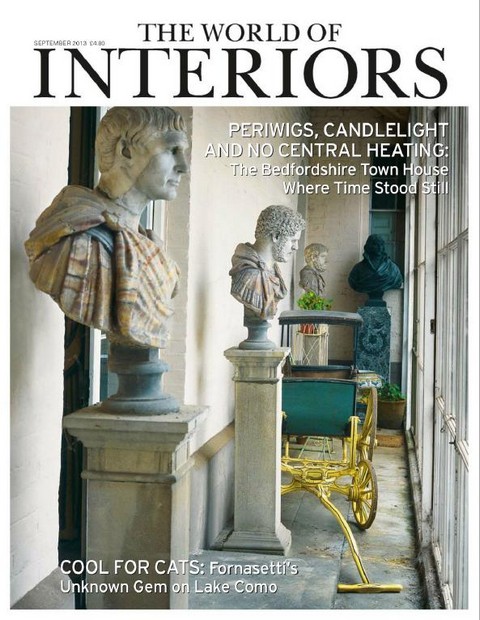 THE WORLD OF
SEPTEMBER 2013 £4.80
INTERIORS
PERIWIGS, CANDLELIGHT
AND NO CENTRAL HEATING:
The Bedfordshire Town House
Where Time Stood Still
COOL FOR CATS: Fornasetti's
Unknown Gem on Lake Como